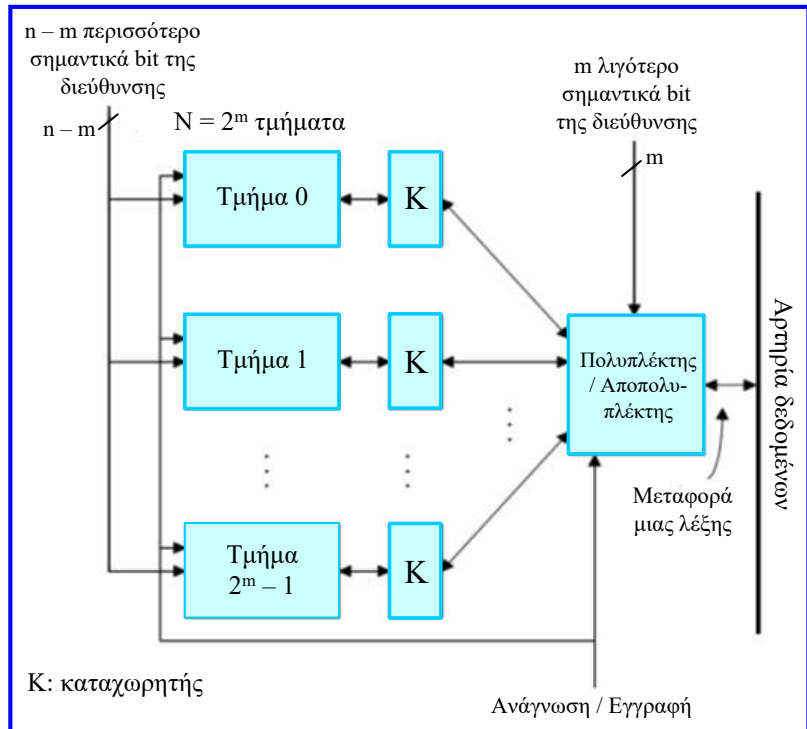 n – m περισσότερο
σημαντικά bit της
διεύθυνσης
n – m
N = 2ᵐ τμήματα
m λιγότερο
σημαντικά bit
της διεύθυνσης
m
Τμήμα 0
K
Τμήμα 1
K
Πολυπλέκτης
/ Αποπολυ-
πλέκτης
Αρτηρία δεδομένων
Μεταφορά
μιας λέξης
Τμήμα
2ᵐ – 1
K
K: καταχωρητής
Ανάγνωση / Εγγραφή